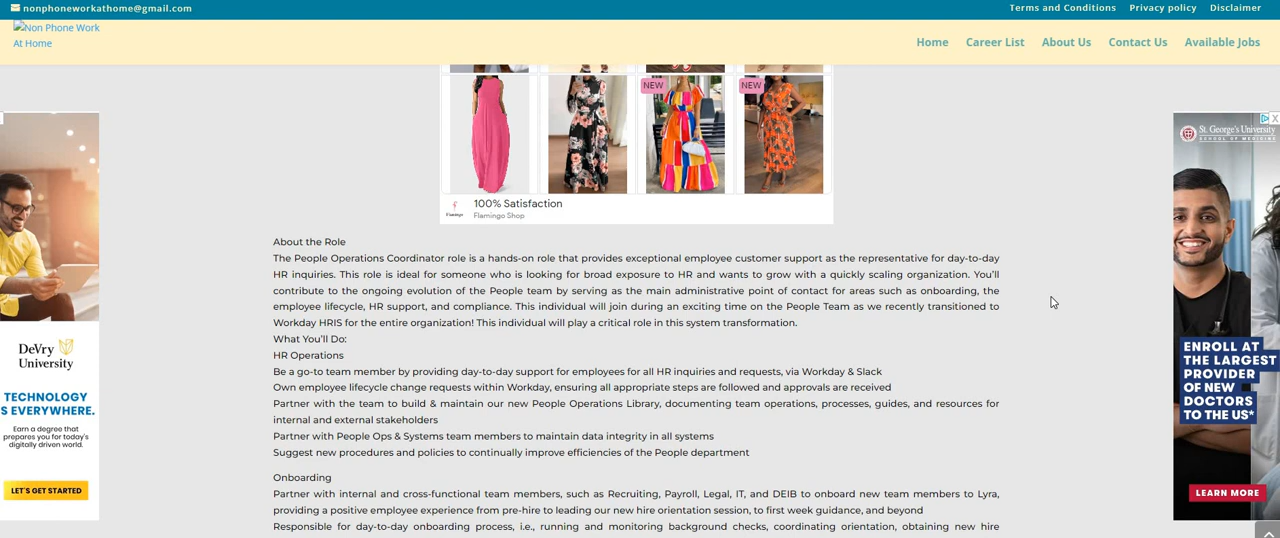 nonphoneworkathome@gmail.com
Terms and Conditions Privacy policy Disclaimer
Non Phone Work
At Home
Home Career List About Us Contact Us Available Jobs
NEW
NEW
100% Satisfaction
Flamingo
Flamingo Shop
About the Role
The People Operations Coordinator role is a hands-on role that provides exceptional employee customer support as the representative for day-to-day
HR inquiries. This role is ideal for someone who is looking for broad exposure to HR and wants to grow with a quickly scaling organization. You'll
contribute to the ongoing evolution of the People team by serving as the main administrative point of contact for areas such as onboarding, the
employee lifecycle, HR support, and compliance. This individual will join during an exciting time on the People Team as we recently transitioned to
Workday HRIS for the entire organization! This individual will play a critical role in this system transformation.
What You'll Do:
HR Operations
Be a go-to team member by providing day-to-day support for employees for all HR inquiries and requests, via Workday & Slack
Own employee lifecycle change requests within Workday, ensuring all appropriate steps are followed and approvals are received
Partner with the team to build & maintain our new People Operations Library, documenting team operations, processes, guides, and resources for
internal and external stakeholders
Partner with People Ops & Systems team members to maintain data integrity in all systems
Suggest new procedures and policies to continually improve efficiencies of the People department
Onboarding
Partner with internal and cross-functional team members, such as Recruiting, Payroll, Legal, IT, and DEIB to onboard new team members to Lyra,
providing a positive employee experience from pre-hire to leading our new hire orientation session, to first week guidance, and beyond
Responsible for day-to-day onboarding process, i.e., running and monitoring background checks, coordinating orientation, obtaining new hire
DeVry
University
TECHNOLOGY
S EVERYWHERE.
Earn a degree that
prepares you for today's
digitally driven world.
LET'S GET STARTED
St. George's University
SCHOOL OF MEDICINE
X
ENROLL AT
THE LARGEST
PROVIDER
OF NEW
DOCTORS
TO THE US*
LEARN MORE